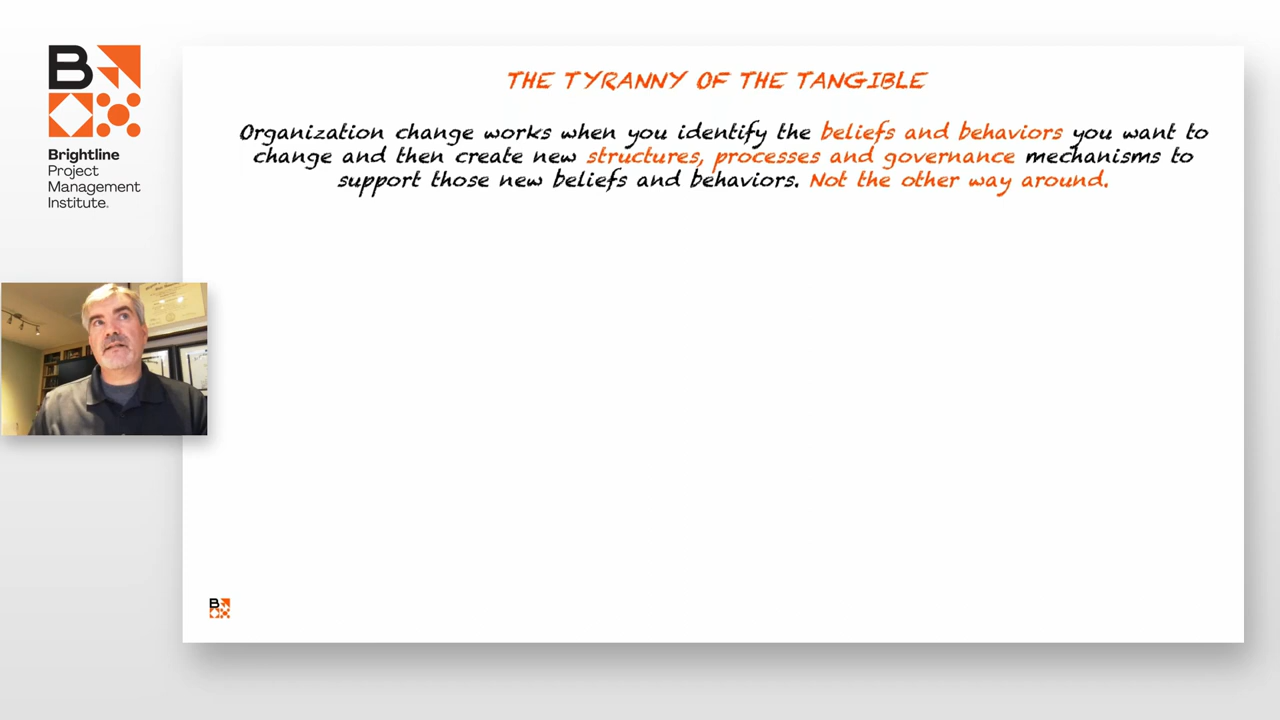 B
Brightline
Project
Management
Institute.
THE TYRANNY OF THE TANGIBLE
Organization change works when you identify the beliefs and behaviors you want to
change and then create new structures, processes and governance mechanisms to
support those new beliefs and behaviors. Not the other way around.
B